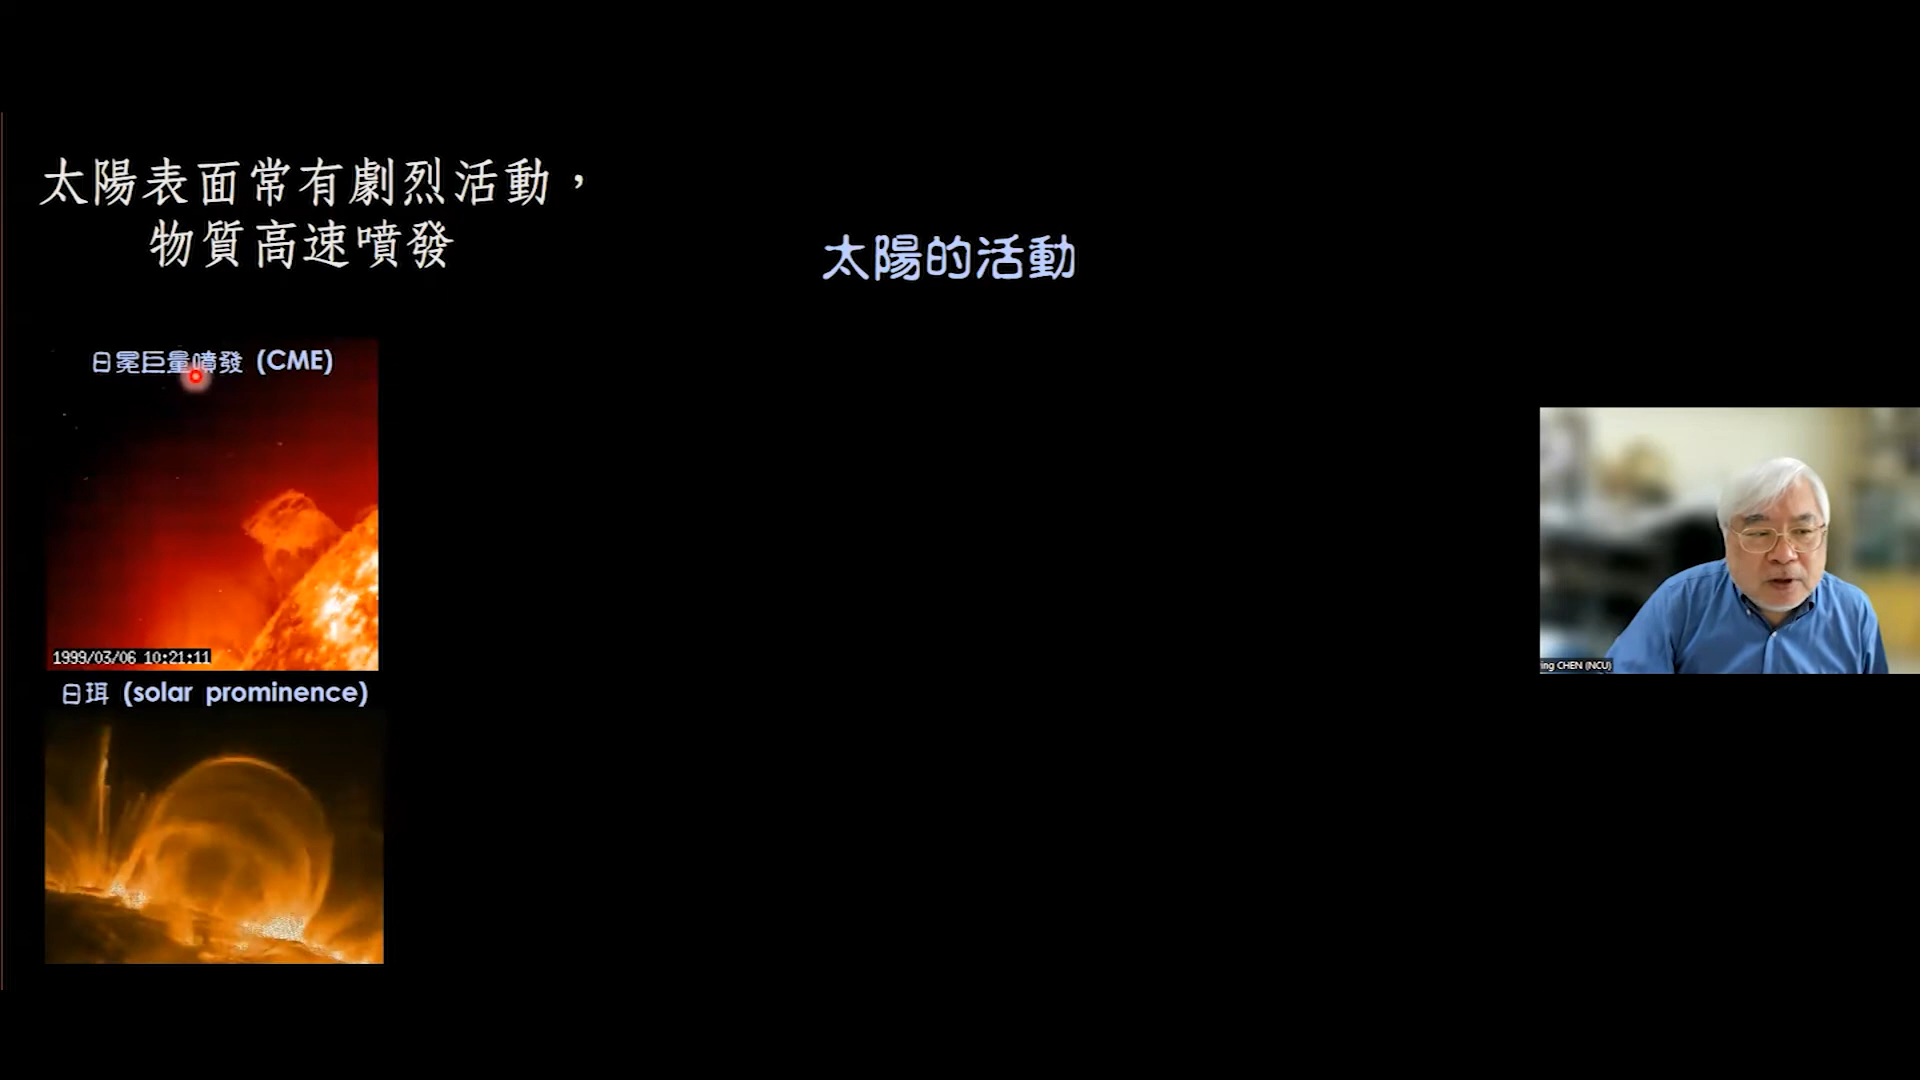 太陽表面常有劇烈活動，
物質高速噴發
太陽的活動
日冕巨量噴發 (CME)
1999/03/06 10:21:11
日珥 (solar prominence)
ing CHEN (NCU)